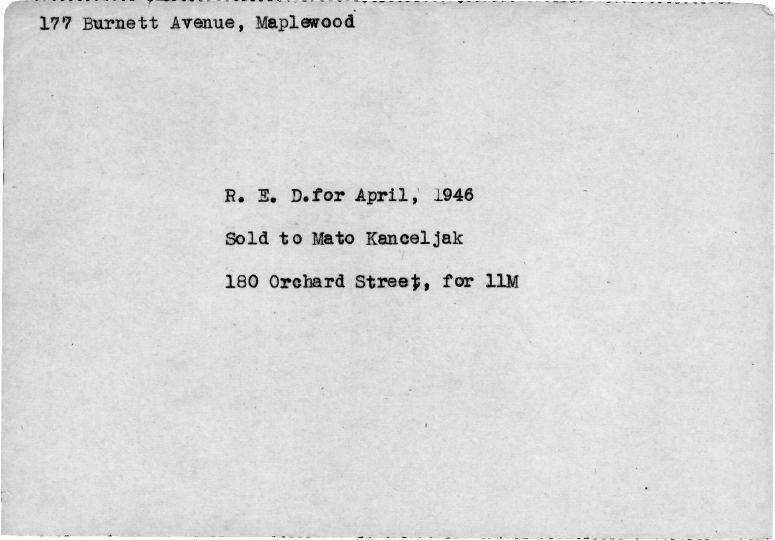 177 Burnett Avenue, Maplewood
R. E. D.for April, 1946
Sold to Mato Kanceljak
180 Orchard Street, for 11M